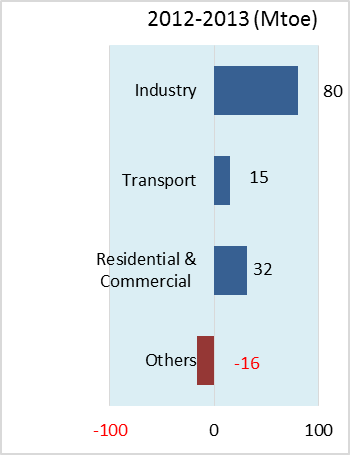 2012-2013 (Mtoe)
Industry
80
Transport
15
Residential &
Commercial
32
Others
-16
-100
0
100